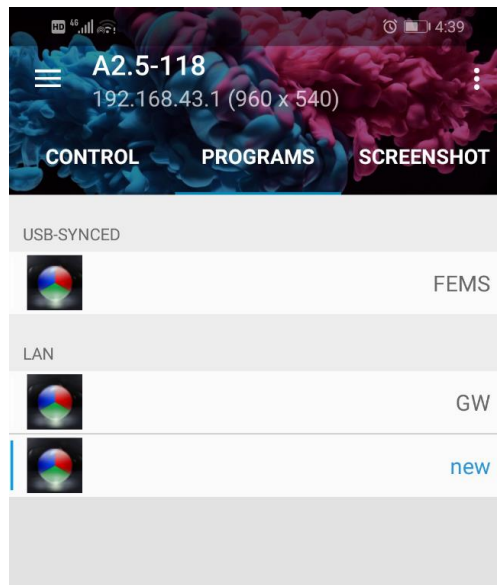 HD 46 4:39
A2.5-118
192.168.43.1 (960 x 540)
CONTROL PROGRAMS SCREENSHOT
USB-SYNCED
FEMS
LAN
GW
new